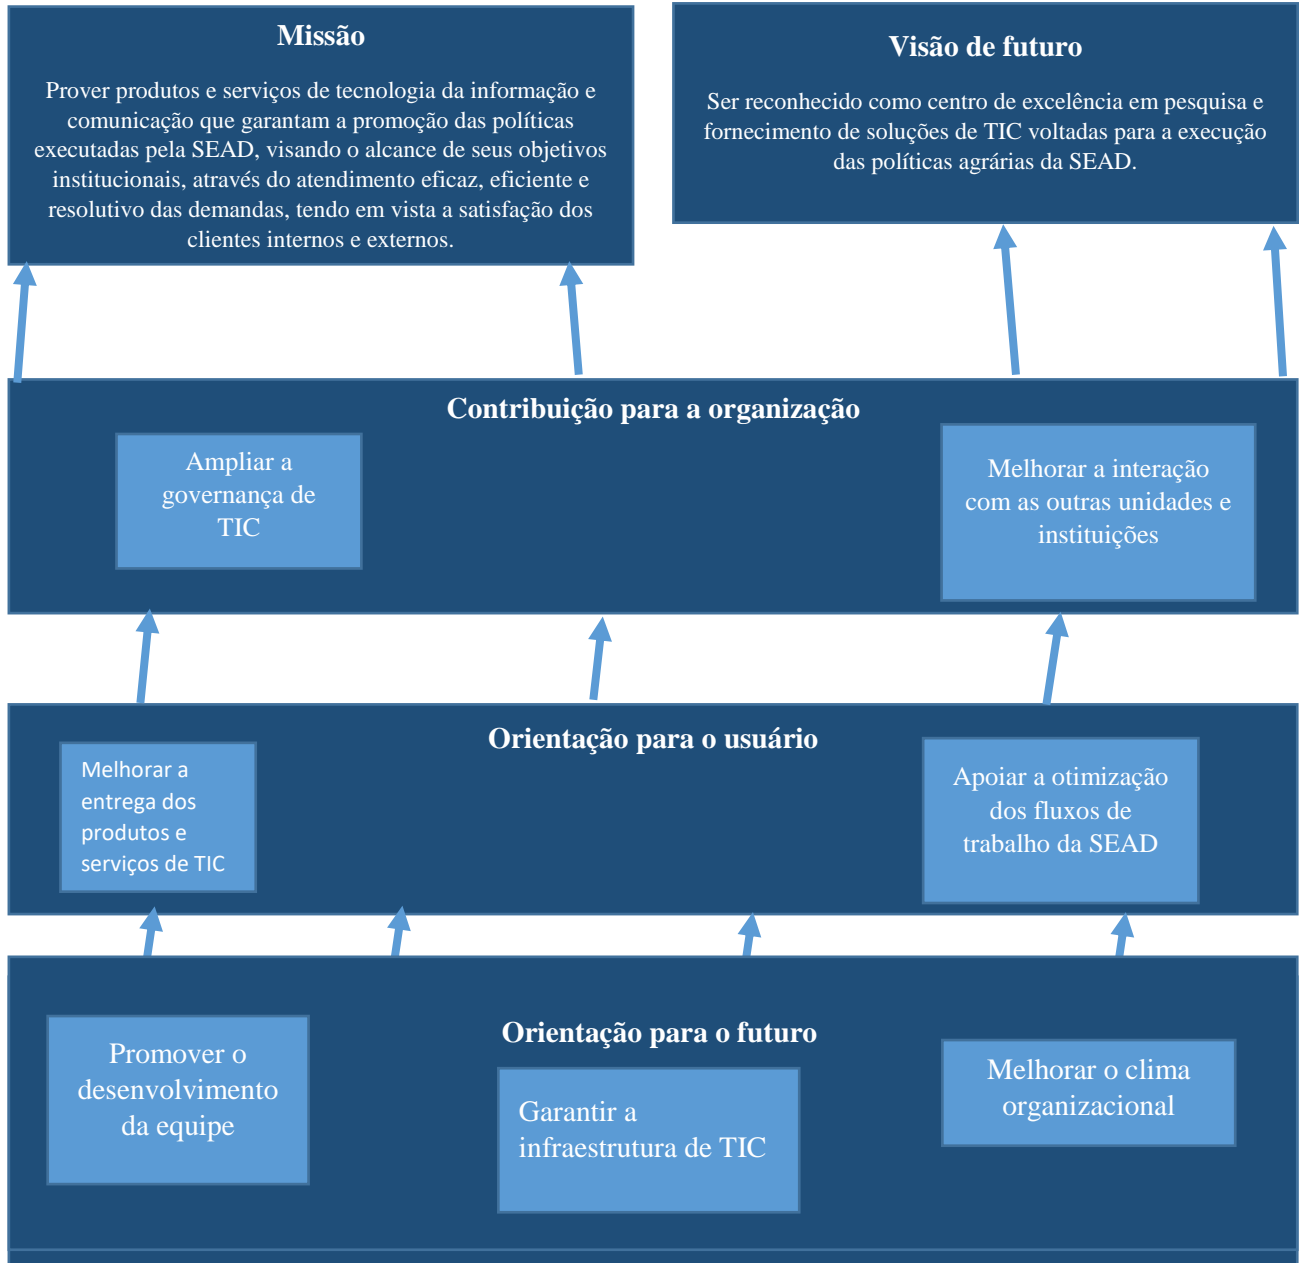 Missão
Prover produtos e serviços de tecnologia da informação e
comunicação que garantam a promoção das políticas
executadas pela SEAD, visando o alcance de seus objetivos
institucionais, através do atendimento eficaz, eficiente e
resolutivo das demandas, tendo em vista a satisfação dos
clientes internos e externos.
Visão de futuro
Ser reconhecido como centro de excelência em pesquisa e
fornecimento de soluções de TIC voltadas para a execução
das políticas agrárias da SEAD.
Contribuição para a organização
Ampliar a
governança de
TIC
Melhorar a interação
com as outras unidades e
instituições
Orientação para o usuário
Melhorar a
entrega dos
produtos e
serviços de TIC
Apoiar a otimização
dos fluxos de
trabalho da SEAD
Orientação para o futuro
Promover o
desenvolvimento
da equipe
Garantir a
infraestrutura de TIC
Melhorar o clima
organizacional